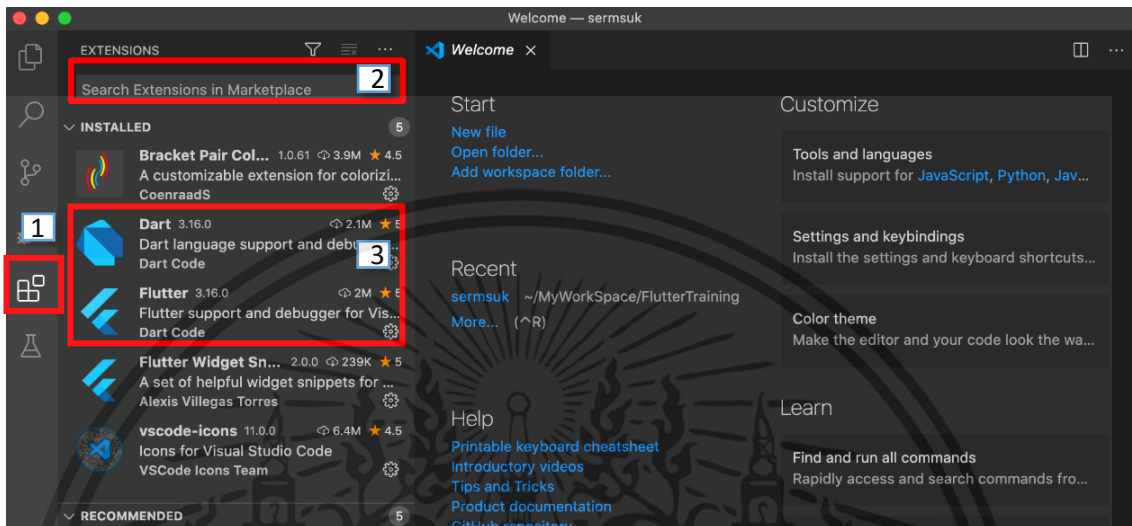 Welcome — sermsuk
EXTENSIONS
Welcome
2
Search Extensions in Marketplace
INSTALLED 5
Bracket Pair Col... 1.0.61 3.9M ★ 4.5
A customizable extension for colorizi...
CoenraadS
1
Dart 3.16.0 2.1M ★ 5
Dart language support and debu
3
Dart Code
Flutter 3.16.0 2M ★ 5
Flutter support and debugger for Vis...
Dart Code
Flutter Widget Sn... 2.0.0 239K ★ 5
A set of helpful widget snippets for ...
Alexis Villegas Torres
vscode-icons 11.0.0 6.4M ★ 4.5
Icons for Visual Studio Code
VSCode Icons Team
RECOMMENDED 5
Start
New file
Open folder...
Add workspace folder...
Recent
sermsuk ~/MyWorkSpace/FlutterTraining
More... (^R)
Help
Printable keyboard cheatsheet
Introductory videos
Tips and Tricks
Product documentation
GitHub repository
Customize
Tools and languages
Install support for JavaScript, Python, Jav...
Settings and keybindings
Install the settings and keyboard shortcuts...
Color theme
Make the editor and your code look the wa...
Learn
Find and run all commands
Rapidly access and search commands fro...